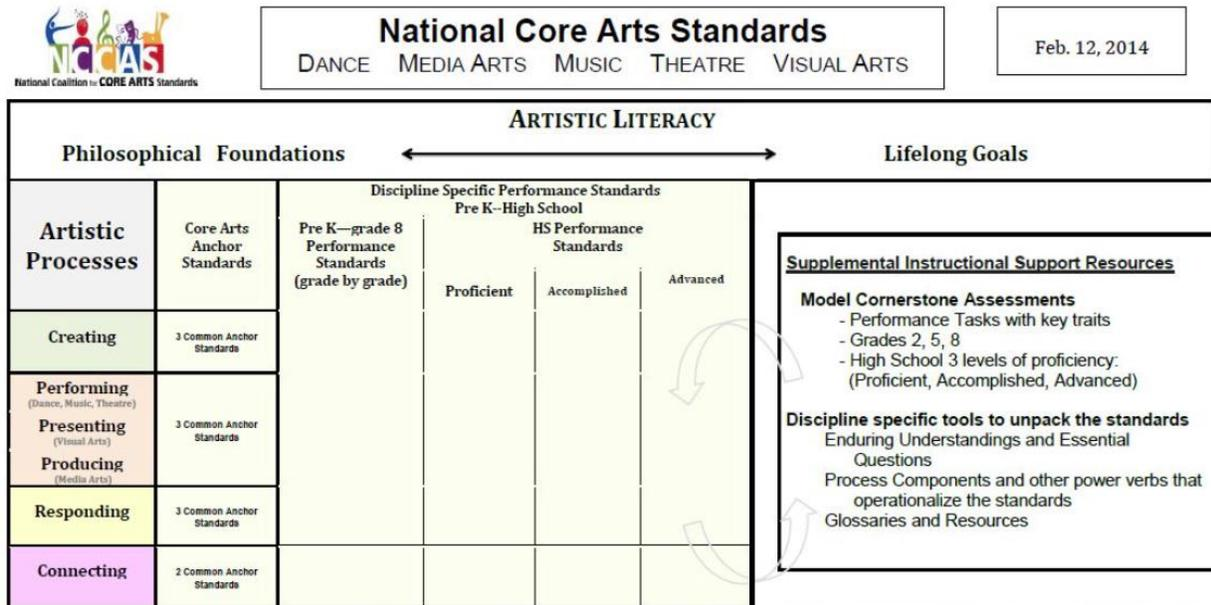 NCCAS
National Coalition for CORE ARTS Standards
National Core Arts Standards
DANCE MEDIA ARTS MUSIC THEATRE VISUAL ARTS
Feb. 12, 2014
ARTISTIC LITERACY
Philosophical Foundations
Lifelong Goals
Artistic
Processes
Core Arts
Anchor
Standards
Discipline Specific Performance Standards
Pre K--High School
Pre K—grade 8
Performance
Standards
(grade by grade)
HS Performance
Standards
Proficient
Accomplished
Advanced
Creating
3 Common Anchor
Standards
Performing
(Dance, Music, Theatre)
Presenting
(Visual Arts)
Producing
(Media Arts)
3 Common Anchor
Standards
Responding
3 Common Anchor
Standards
Connecting
2 Common Anchor
Standards
Supplemental Instructional Support Resources
Model Cornerstone Assessments
- Performance Tasks with key traits
- Grades 2, 5, 8
- High School 3 levels of proficiency:
(Proficient, Accomplished, Advanced)
Discipline specific tools to unpack the standards
Enduring Understandings and Essential
Questions
Process Components and other power verbs that
operationalize the standards
Glossaries and Resources